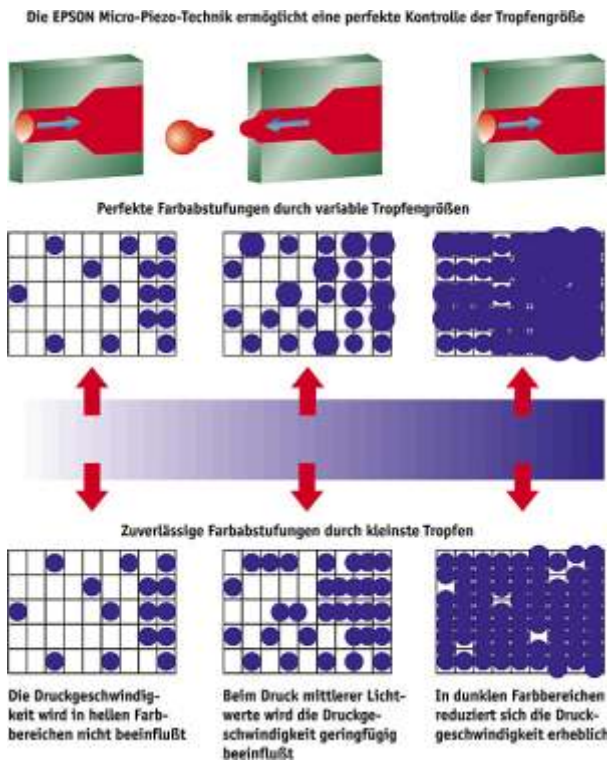 Die EPSON Micro-Piezo-Technik ermöglicht eine perfekte Kontrolle der Tropfengröße
Perfekte Farbabstufungen durch variable Tropfengrößen
Zuverlässige Farbabstufungen durch kleinste Tropfen
Die Druckgeschwindig-
keit wird in hellen Farb-
bereichen nicht beeinflußt
Beim Druck mittlerer Licht-
werte wird die Druckge-
schwindigkeit geringfügig
beeinflußt
In dunklen Farbbereichen
reduziert sich die Druck-
geschwindigkeit erheblich